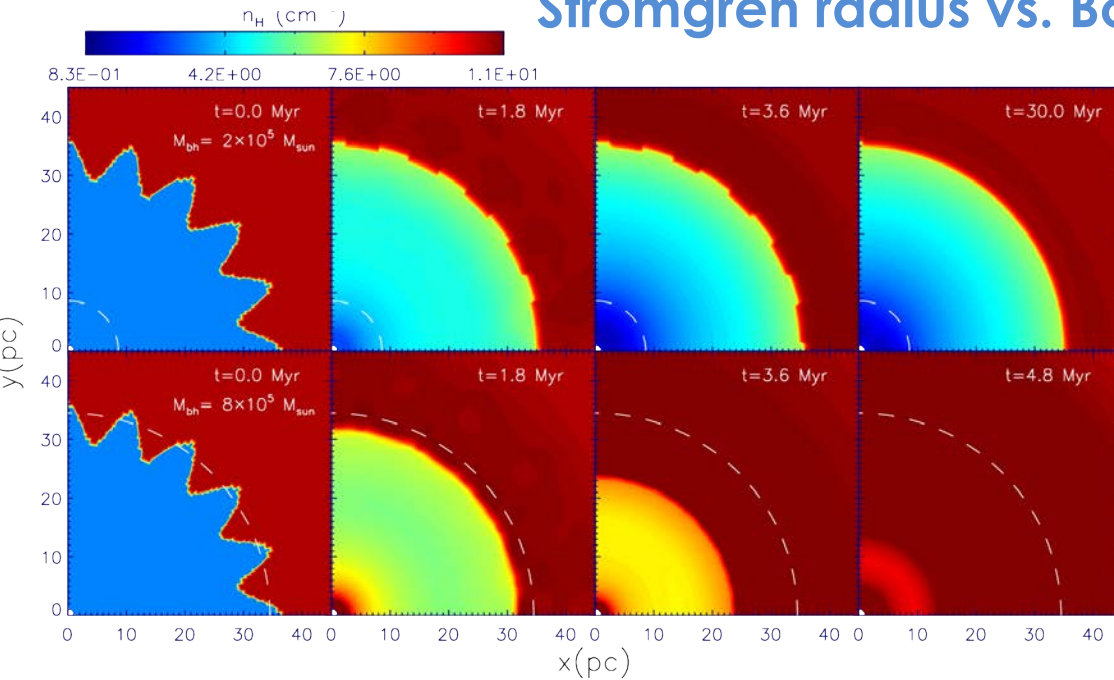 Stromgren radius vs. Bo
n_H (cm⁻
8.3E−01 4.2E+00 7.6E+00 1.1E+01
t=0.0 Myr t=1.8 Myr t=3.6 Myr t=30.0 Myr
M_bh= 2×10⁵ M_sun
40
30
20
10
0
y(pc)
t=0.0 Myr t=1.8 Myr t=3.6 Myr t=4.8 Myr
M_bh= 8×10⁵ M_sun
40
30
20
10
0
0 10 20 30 40 0 10 20 30 40 0 10 20 30 40
0 10 20 30 40
x(pc)